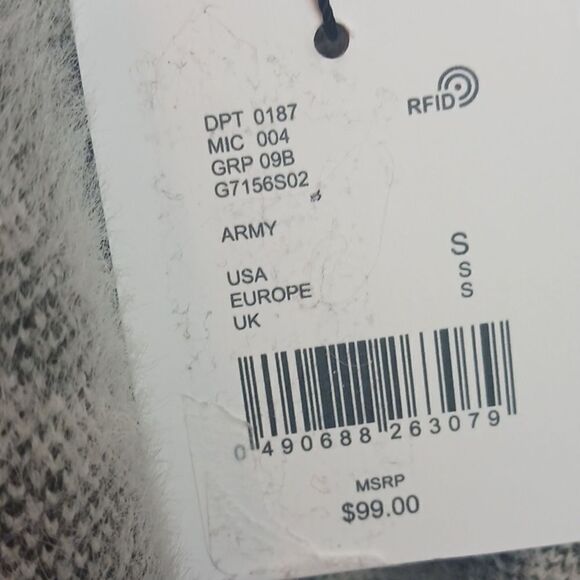 RFID
DPT 0187
MIC 004
GRP 09B
G7156S02
ARMY
USA S
EUROPE S
UK S
0 490688 263079
MSRP
$99.00